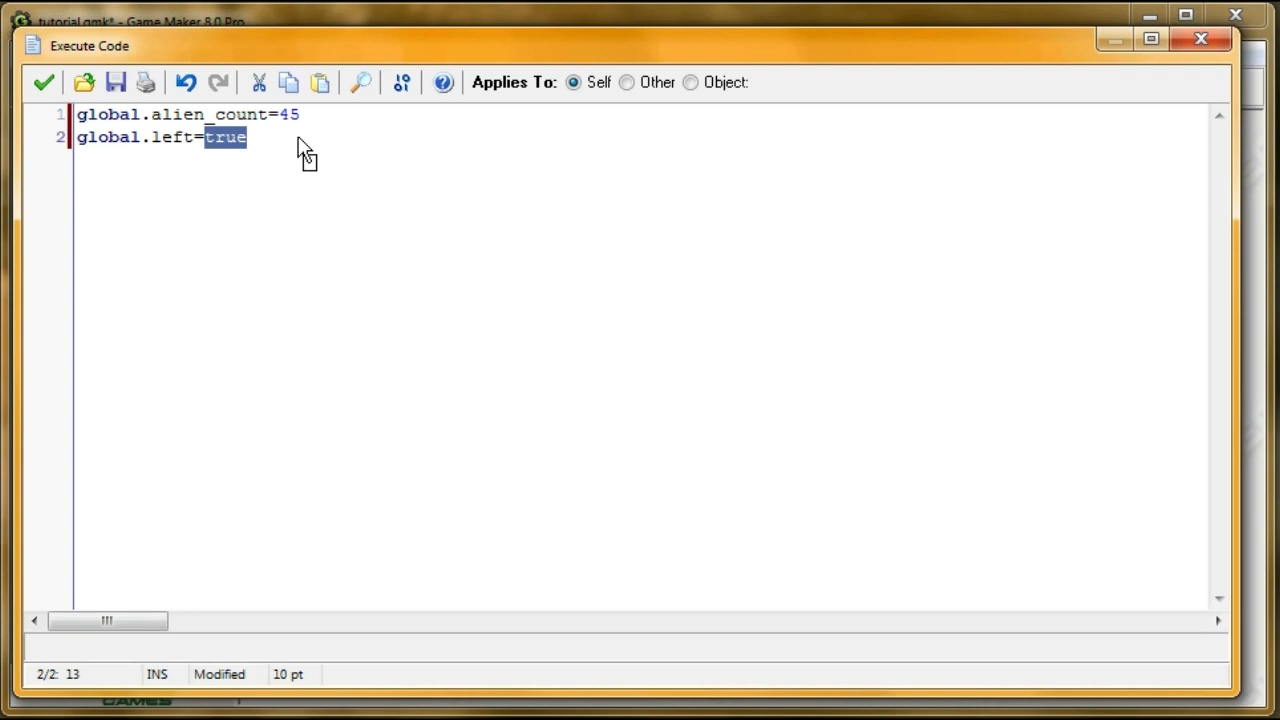 tutorial.gmk* - Game Maker 8.0 Pro
Execute Code
Applies To: Self Other Object:
1 global.alien_count=45
2 global.left=true
2/2: 13 INS Modified 10 pt
GAMES